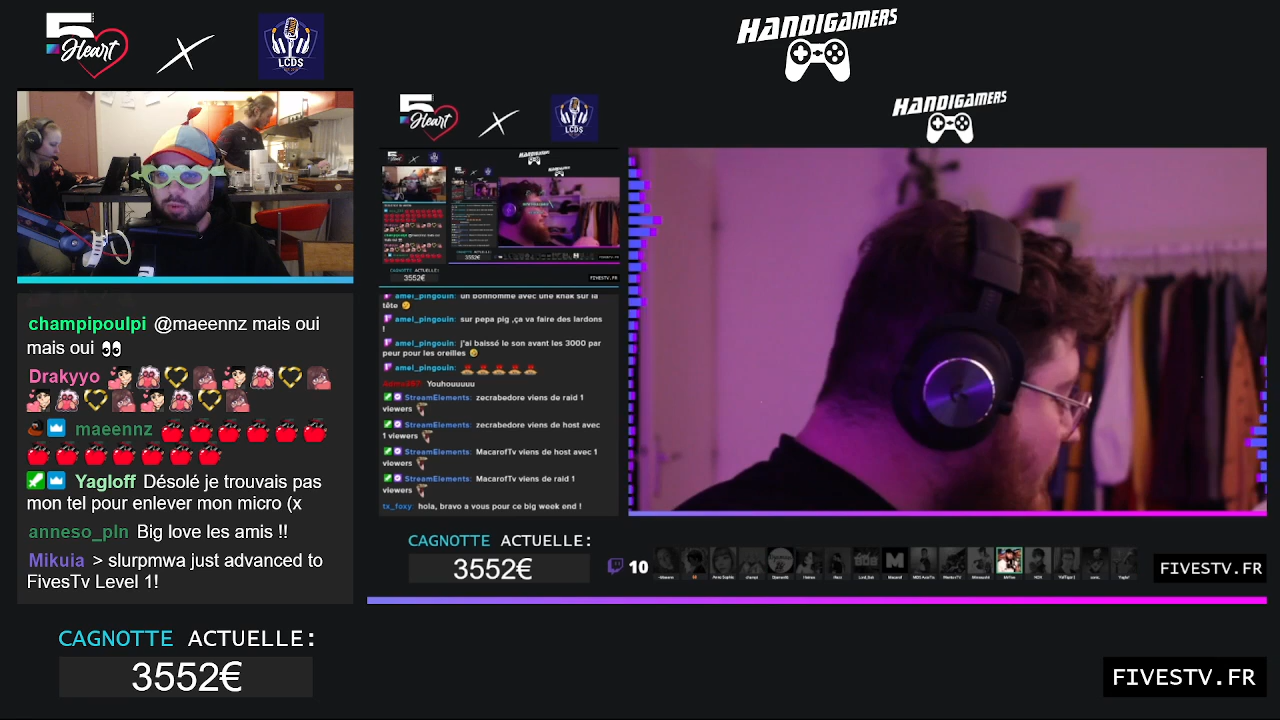 5
Heart
X
LCDS
HANDIGAMERS
champipoulpi @maeennz mais oui
mais oui 👀
Drakyyo
maeennz
Yagloff Désolé je trouvais pas
mon tel pour enlever mon micro (x
anneso_pln Big love les amis !!
Mikuia > slurpmwa just advanced to
FivesTv Level 1!
CAGNOTTE ACTUELLE:
3552€
5
Heart
X
LCDS
HANDIGAMERS
CAGNOTTE ACTUELLE:
3552€
FIVESTV.FR
amel_pingouin: un bonhomme avec une knak sur la
tête
amel_pingouin: sur pepa pig ,ça va faire des lardons
!
amel_pingouin: j'ai baissé le son avant les 3000 par
peur pour les oreilles
amel_pingouin:
Youhouuuuu
StreamElements: zecrabedore viens de raid 1
viewers
StreamElements: zecrabedore viens de host avec
1 viewers
StreamElements: MacarofTv viens de host avec 1
viewers
StreamElements: MacarofTv viens de raid 1
viewers
tx_foxy: hola, bravo a vous pour ce big week end !
CAGNOTTE ACTUELLE:
3552€
10
FIVESTV.FR
FIVESTV.FR